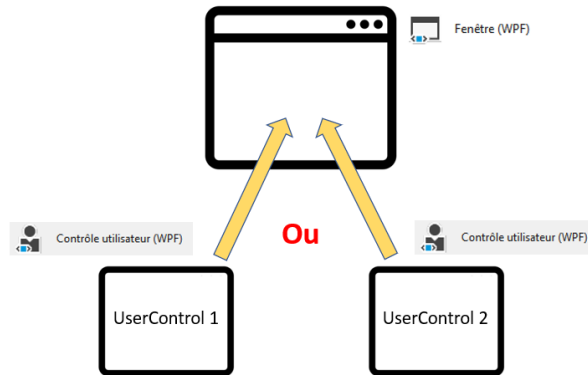 Fenêtre (WPF)
Contrôle utilisateur (WPF)
Ou
Contrôle utilisateur (WPF)
UserControl 1
UserControl 2